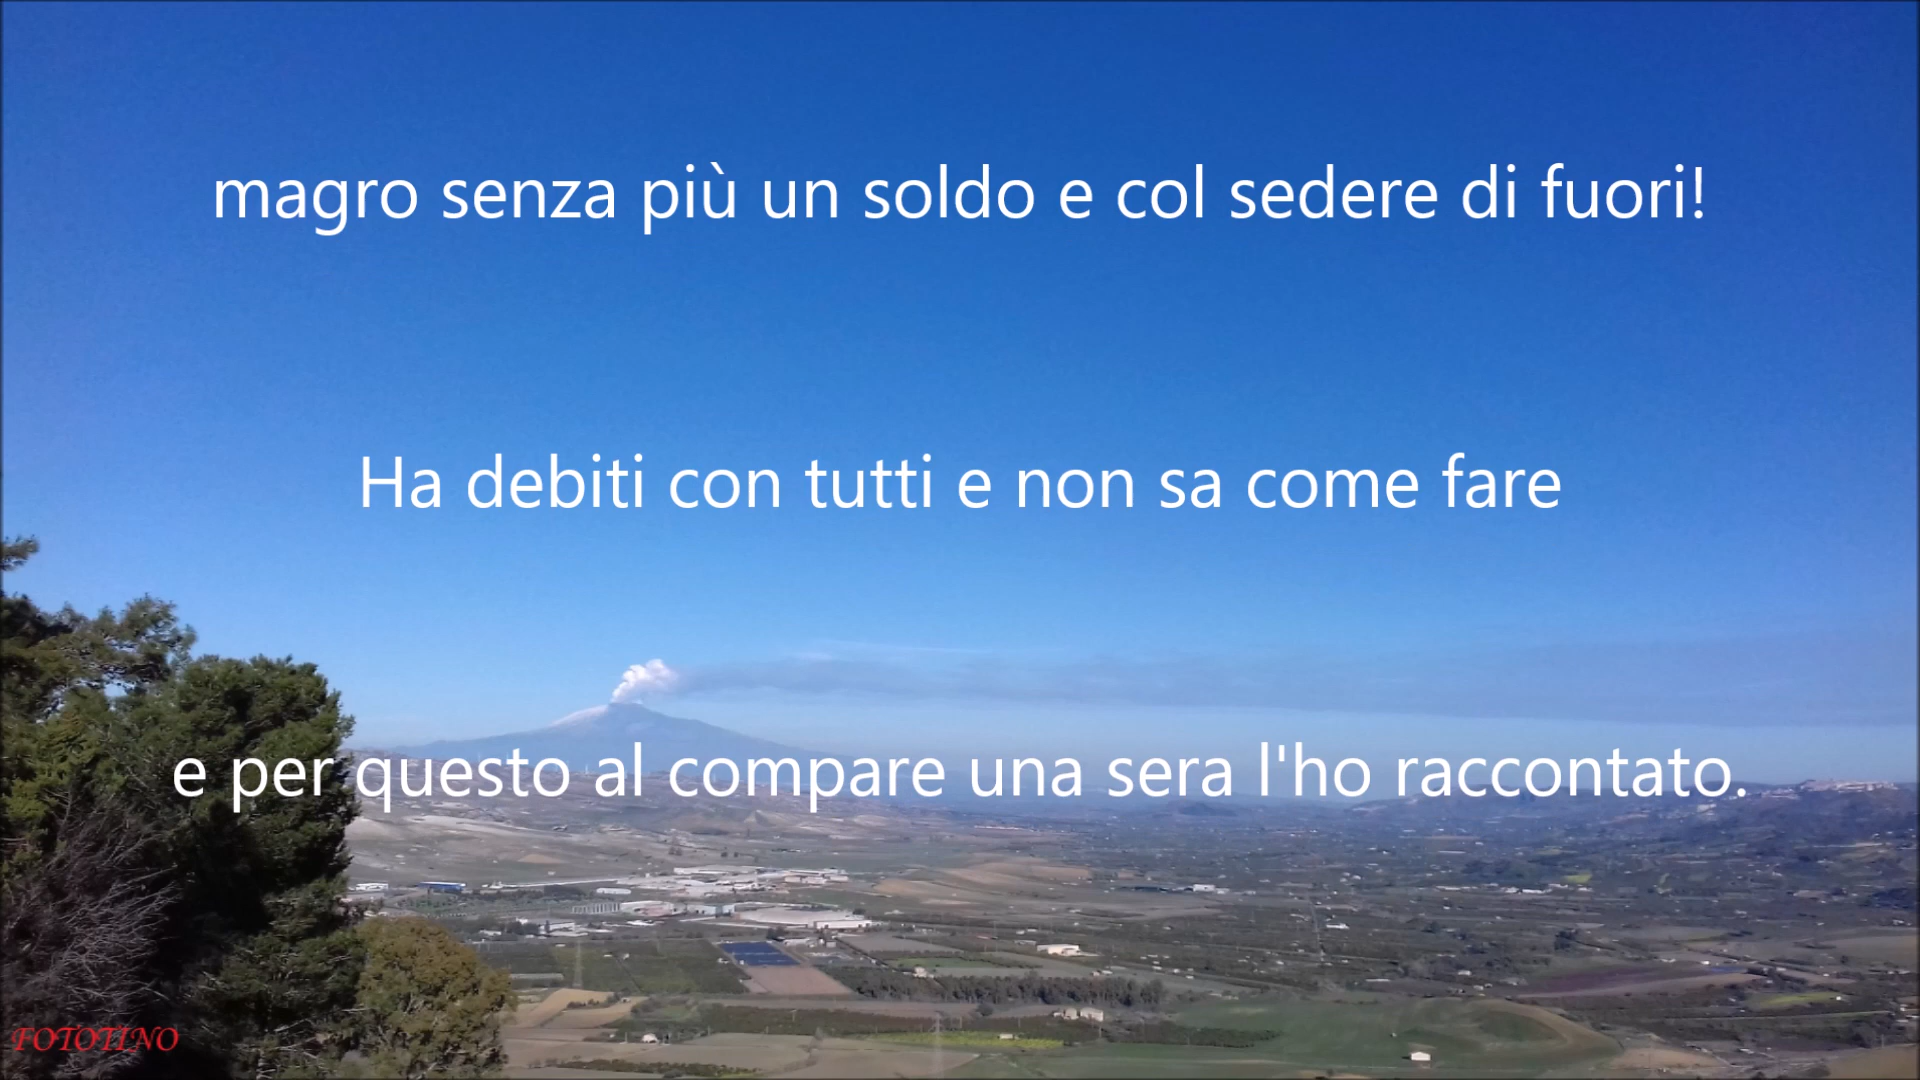 magro senza più un soldo e col sedere di fuori!
Ha debiti con tutti e non sa come fare
e per questo al compare una sera l'ho raccontato.
FOTOTINO